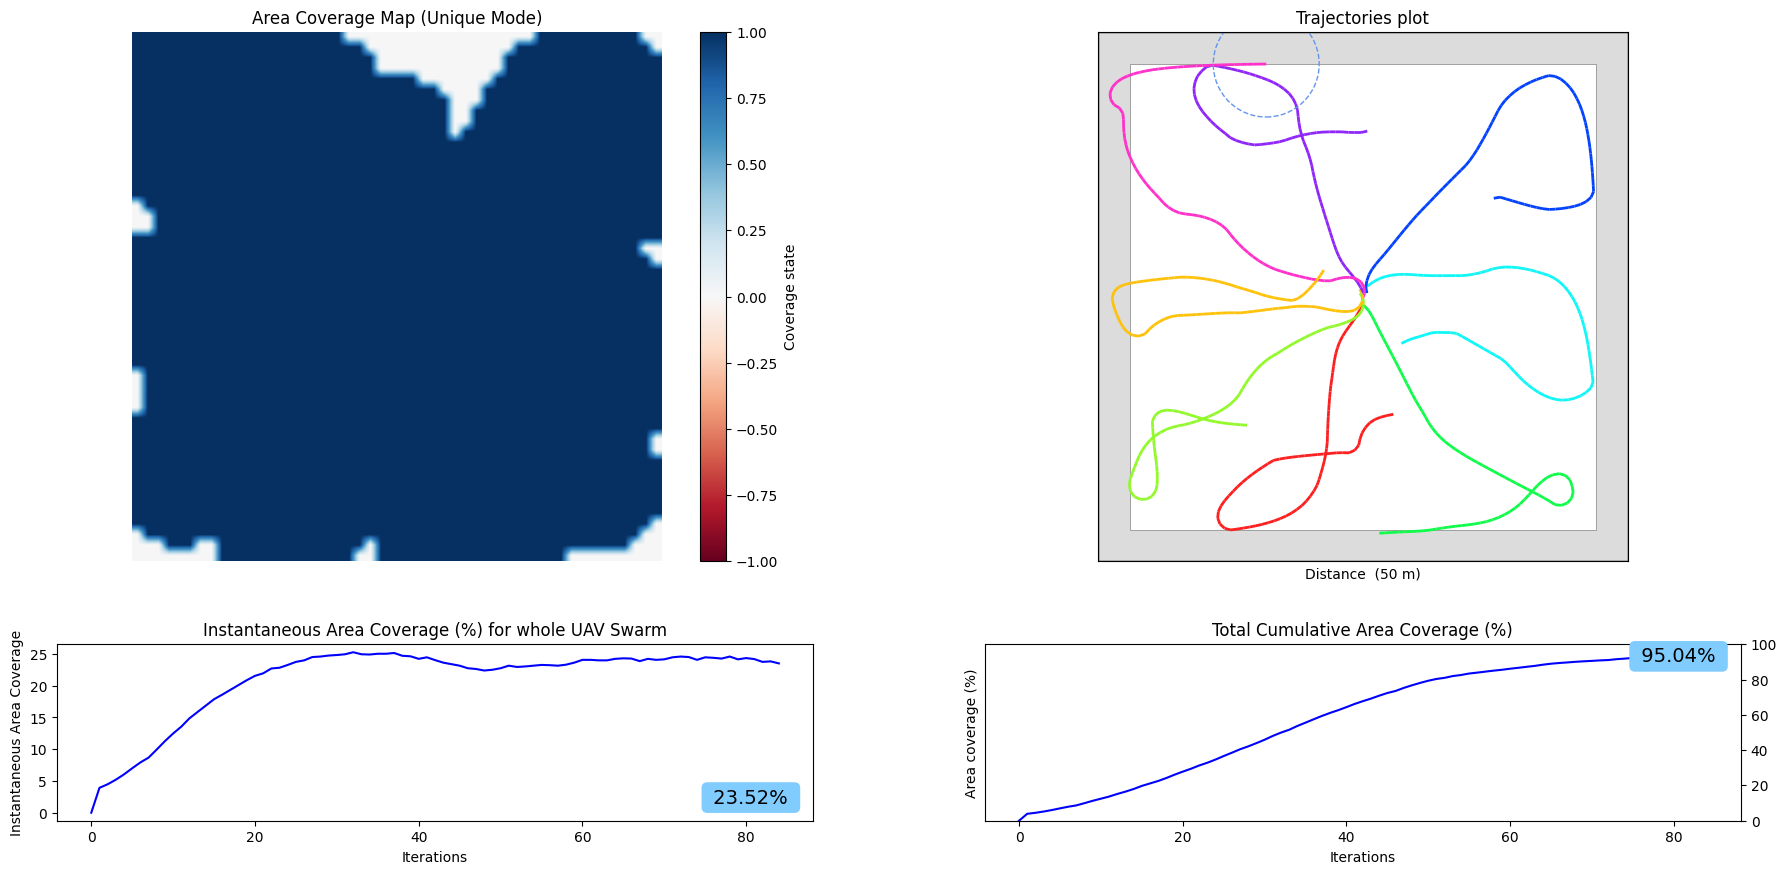 Area Coverage Map (Unique Mode)
1.00
0.75
0.50
0.25
0.00
−0.25
−0.50
−0.75
−1.00
Coverage state
Trajectories plot
Distance  (50 m)
Instantaneous Area Coverage (%) for whole UAV Swarm
Instantaneous Area Coverage
25
20
15
10
5
0
23.52%
0 20 40 60 80
Iterations
Total Cumulative Area Coverage (%)
Area coverage (%)
95.04%
100
80
60
40
20
0
0 20 40 60 80
Iterations